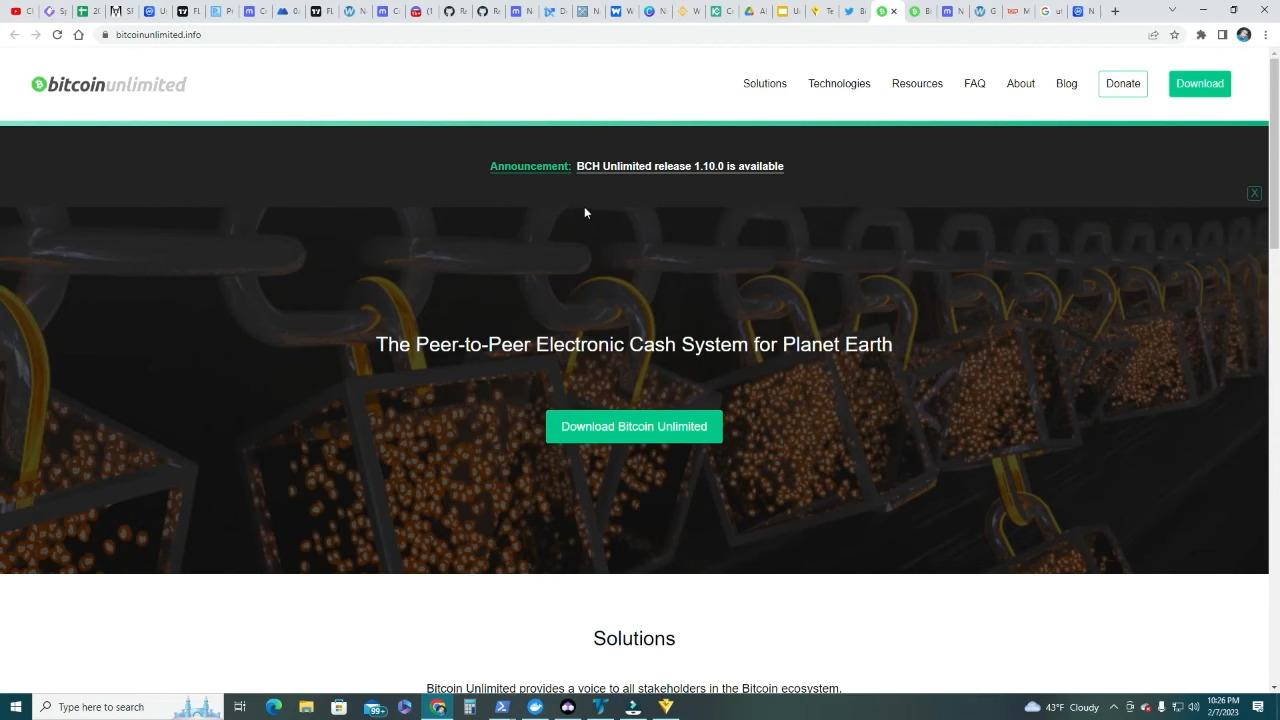 bitcoinunlimited.info
bitcoinunlimited
Solutions
Technologies
Resources
FAQ
About
Blog
Donate
Download
Announcement: BCH Unlimited release 1.10.0 is available
X
The Peer-to-Peer Electronic Cash System for Planet Earth
Download Bitcoin Unlimited
Solutions
Bitcoin Unlimited provides a voice to all stakeholders in the Bitcoin ecosystem.
Type here to search
99+
43°F Cloudy
10:26 PM
2/7/2023